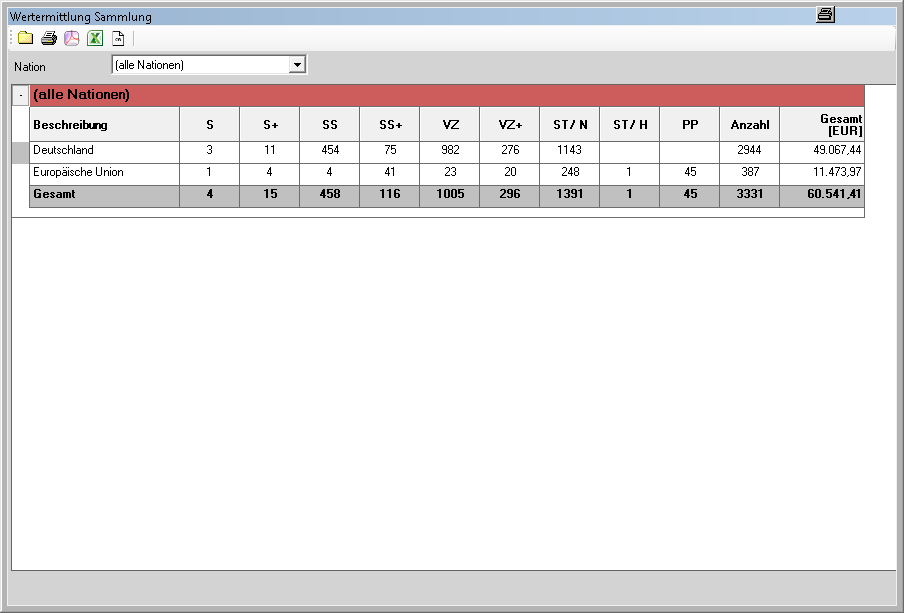 Wertermittlung Sammlung
Nation (alle Nationen)
- (alle Nationen)
Beschreibung S S+ SS SS+ VZ VZ+ ST/ N ST/ H PP Anzahl Gesamt [EUR]
Deutschland 3 11 454 75 982 276 1143 2944 49.067,44
Europäische Union 1 4 4 41 23 20 248 1 45 387 11.473,97
Gesamt 4 15 458 116 1005 296 1391 1 45 3331 60.541,41